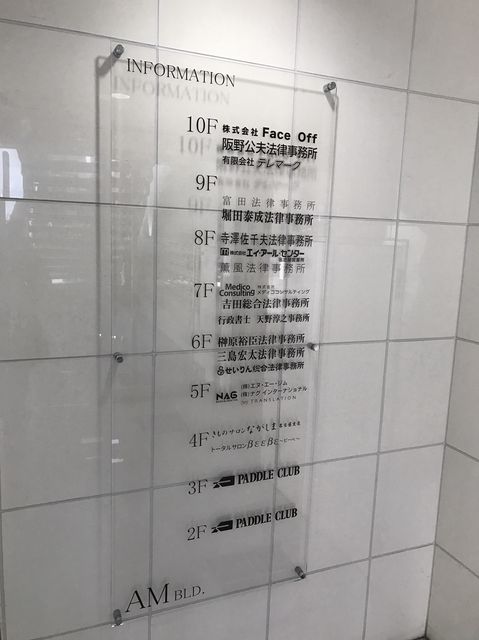 INFORMATION
10F 株式会社 Face Off
阪野公夫法律事務所
有限会社 テレマーク
9F
富田法律事務所
堀田泰成法律事務所
8F 寺澤佐千夫法律事務所
株式会社 エイ・アール・センター
薫風法律事務所
7F Medico Consulting 株式会社 メディココンサルティング
吉田総合法律事務所
行政書士 天野淳之事務所
6F 榊原裕臣法律事務所
三島宏太法律事務所
せいりん総合法律事務所
5F NAG (株)エヌ・エー・ジム
(株)ナグ インターナショナル
TRANSLATION
4F きものサロン ながしま
トータルサロン βεεβε〜ビーベ〜
3F PADDLE CLUB
2F PADDLE CLUB
AM BLD.